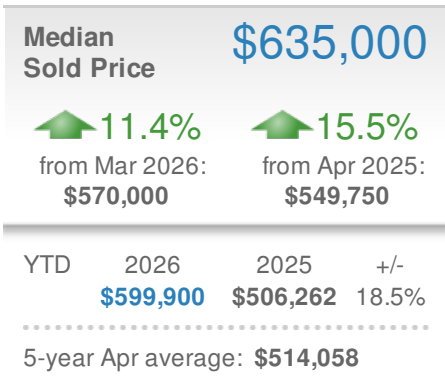 Median $635,000
Sold Price
11.4% 15.5%
from Mar 2026: from Apr 2025:
$570,000 $549,750
YTD 2026 2025 +/-
$599,900 $506,262 18.5%
5-year Apr average: $514,058